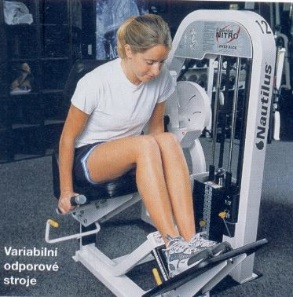 12
NITRO
Nautilus
Variabilní
odporové
stroje